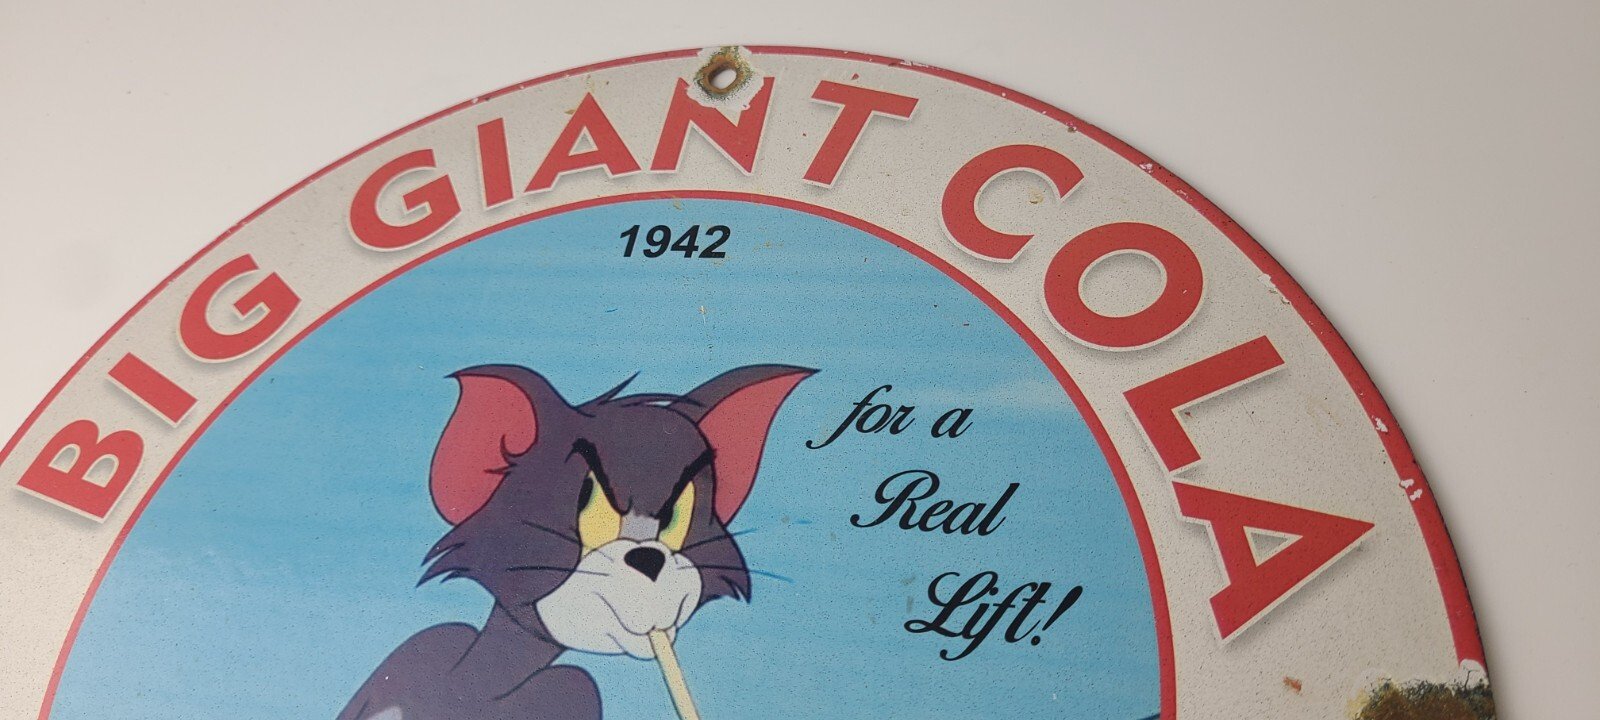 BIG GIANT COLA
1942
for a
Real
Lift!